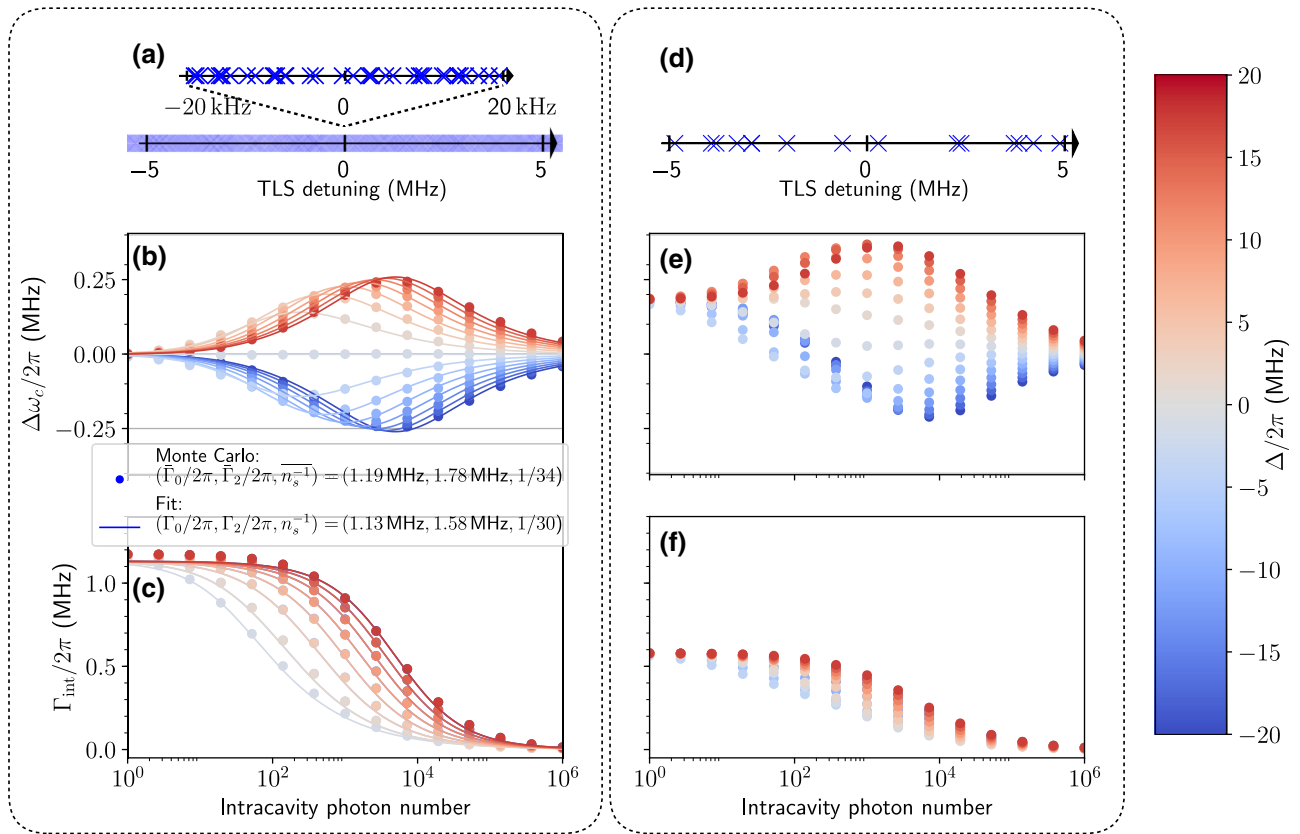 (a)
−20 kHz 0 20 kHz
−5 0 5
TLS detuning (MHz)
(b)
0.25
0.00
−0.25
Δω_c/2π (MHz)
Monte Carlo:
(Γ̄_0/2π, Γ̄_2/2π, \overline{n_s^{-1}}) = (1.19 MHz, 1.78 MHz, 1/34)
Fit:
(Γ_0/2π, Γ_2/2π, n_s^{-1}) = (1.13 MHz, 1.58 MHz, 1/30)
(c)
1.0
0.5
0.0
Γ_int/2π (MHz)
10^0 10^2 10^4 10^6
Intracavity photon number
(d)
−5 0 5
TLS detuning (MHz)
(e)
(f)
10^0 10^2 10^4 10^6
Intracavity photon number
20
15
10
5
0
−5
−10
−15
−20
Δ/2π (MHz)